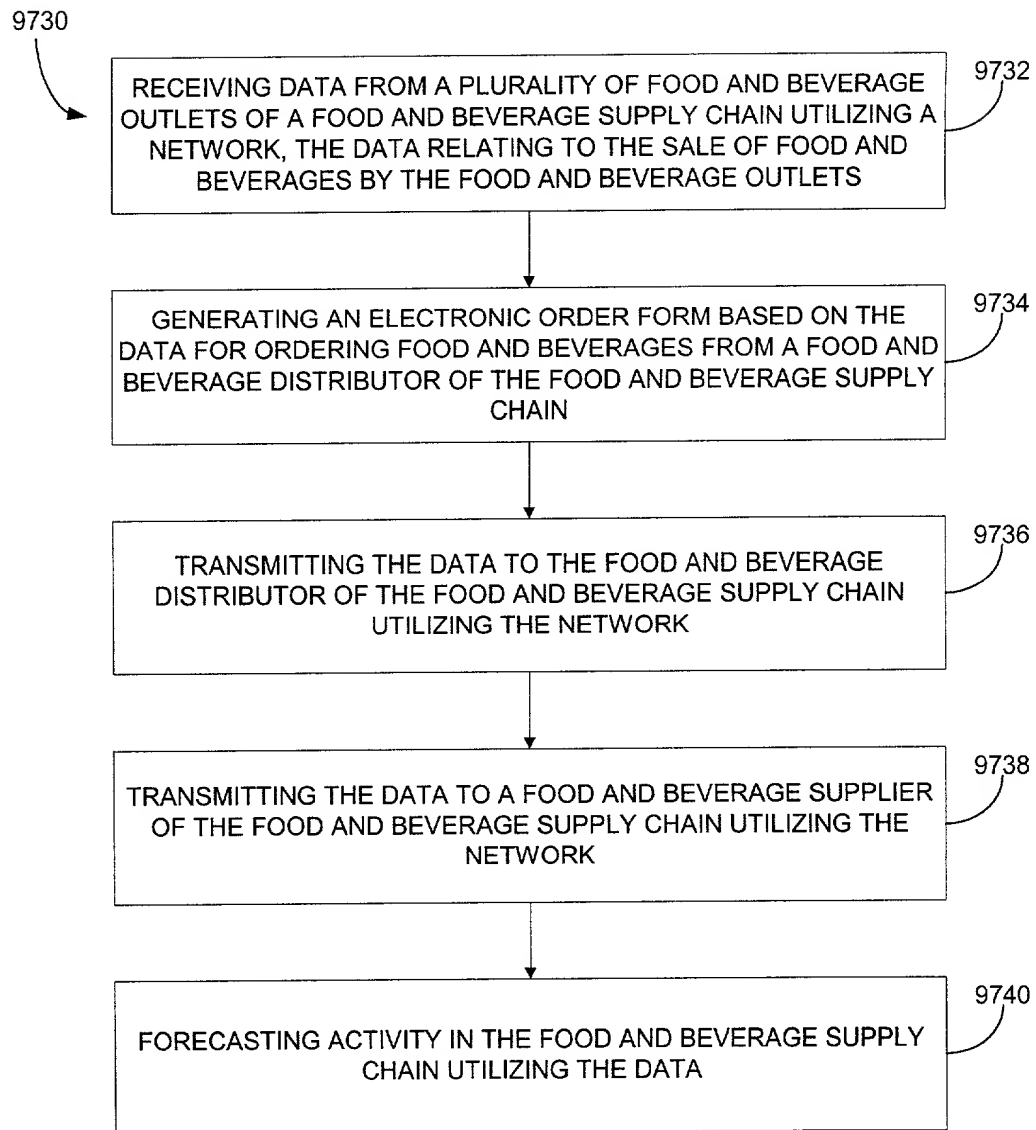 9730
9732
RECEIVING DATA FROM A PLURALITY OF FOOD AND BEVERAGE
OUTLETS OF A FOOD AND BEVERAGE SUPPLY CHAIN UTILIZING A
NETWORK, THE DATA RELATING TO THE SALE OF FOOD AND
BEVERAGES BY THE FOOD AND BEVERAGE OUTLETS
9734
GENERATING AN ELECTRONIC ORDER FORM BASED ON THE
DATA FOR ORDERING FOOD AND BEVERAGES FROM A FOOD AND
BEVERAGE DISTRIBUTOR OF THE FOOD AND BEVERAGE SUPPLY
CHAIN
9736
TRANSMITTING THE DATA TO THE FOOD AND BEVERAGE
DISTRIBUTOR OF THE FOOD AND BEVERAGE SUPPLY CHAIN
UTILIZING THE NETWORK
9738
TRANSMITTING THE DATA TO A FOOD AND BEVERAGE SUPPLIER
OF THE FOOD AND BEVERAGE SUPPLY CHAIN UTILIZING THE
NETWORK
9740
FORECASTING ACTIVITY IN THE FOOD AND BEVERAGE SUPPLY
CHAIN UTILIZING THE DATA